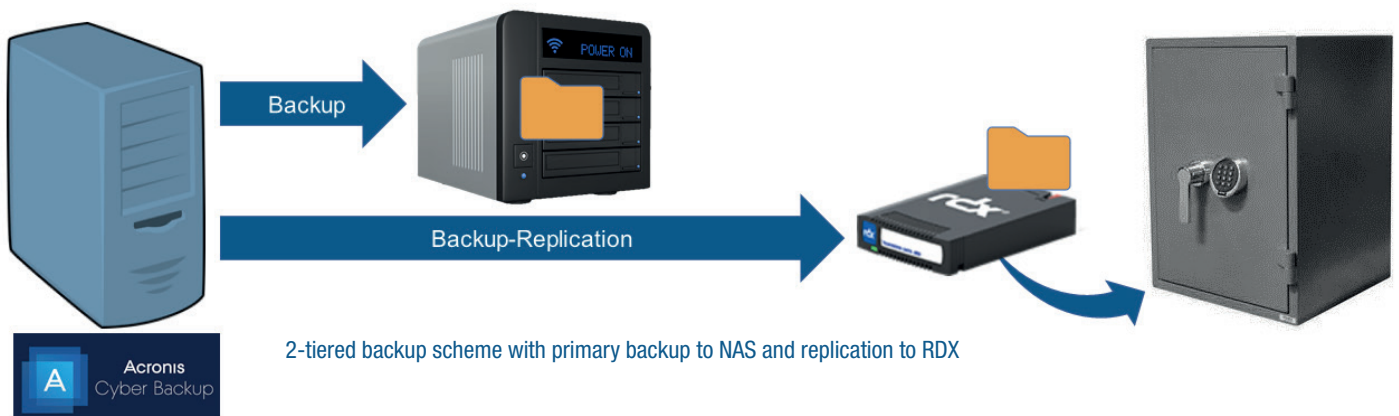 POWER ON
Backup
Backup-Replication
rdx
rdx
2-tiered backup scheme with primary backup to NAS and replication to RDX
A
Acronis
Cyber Backup